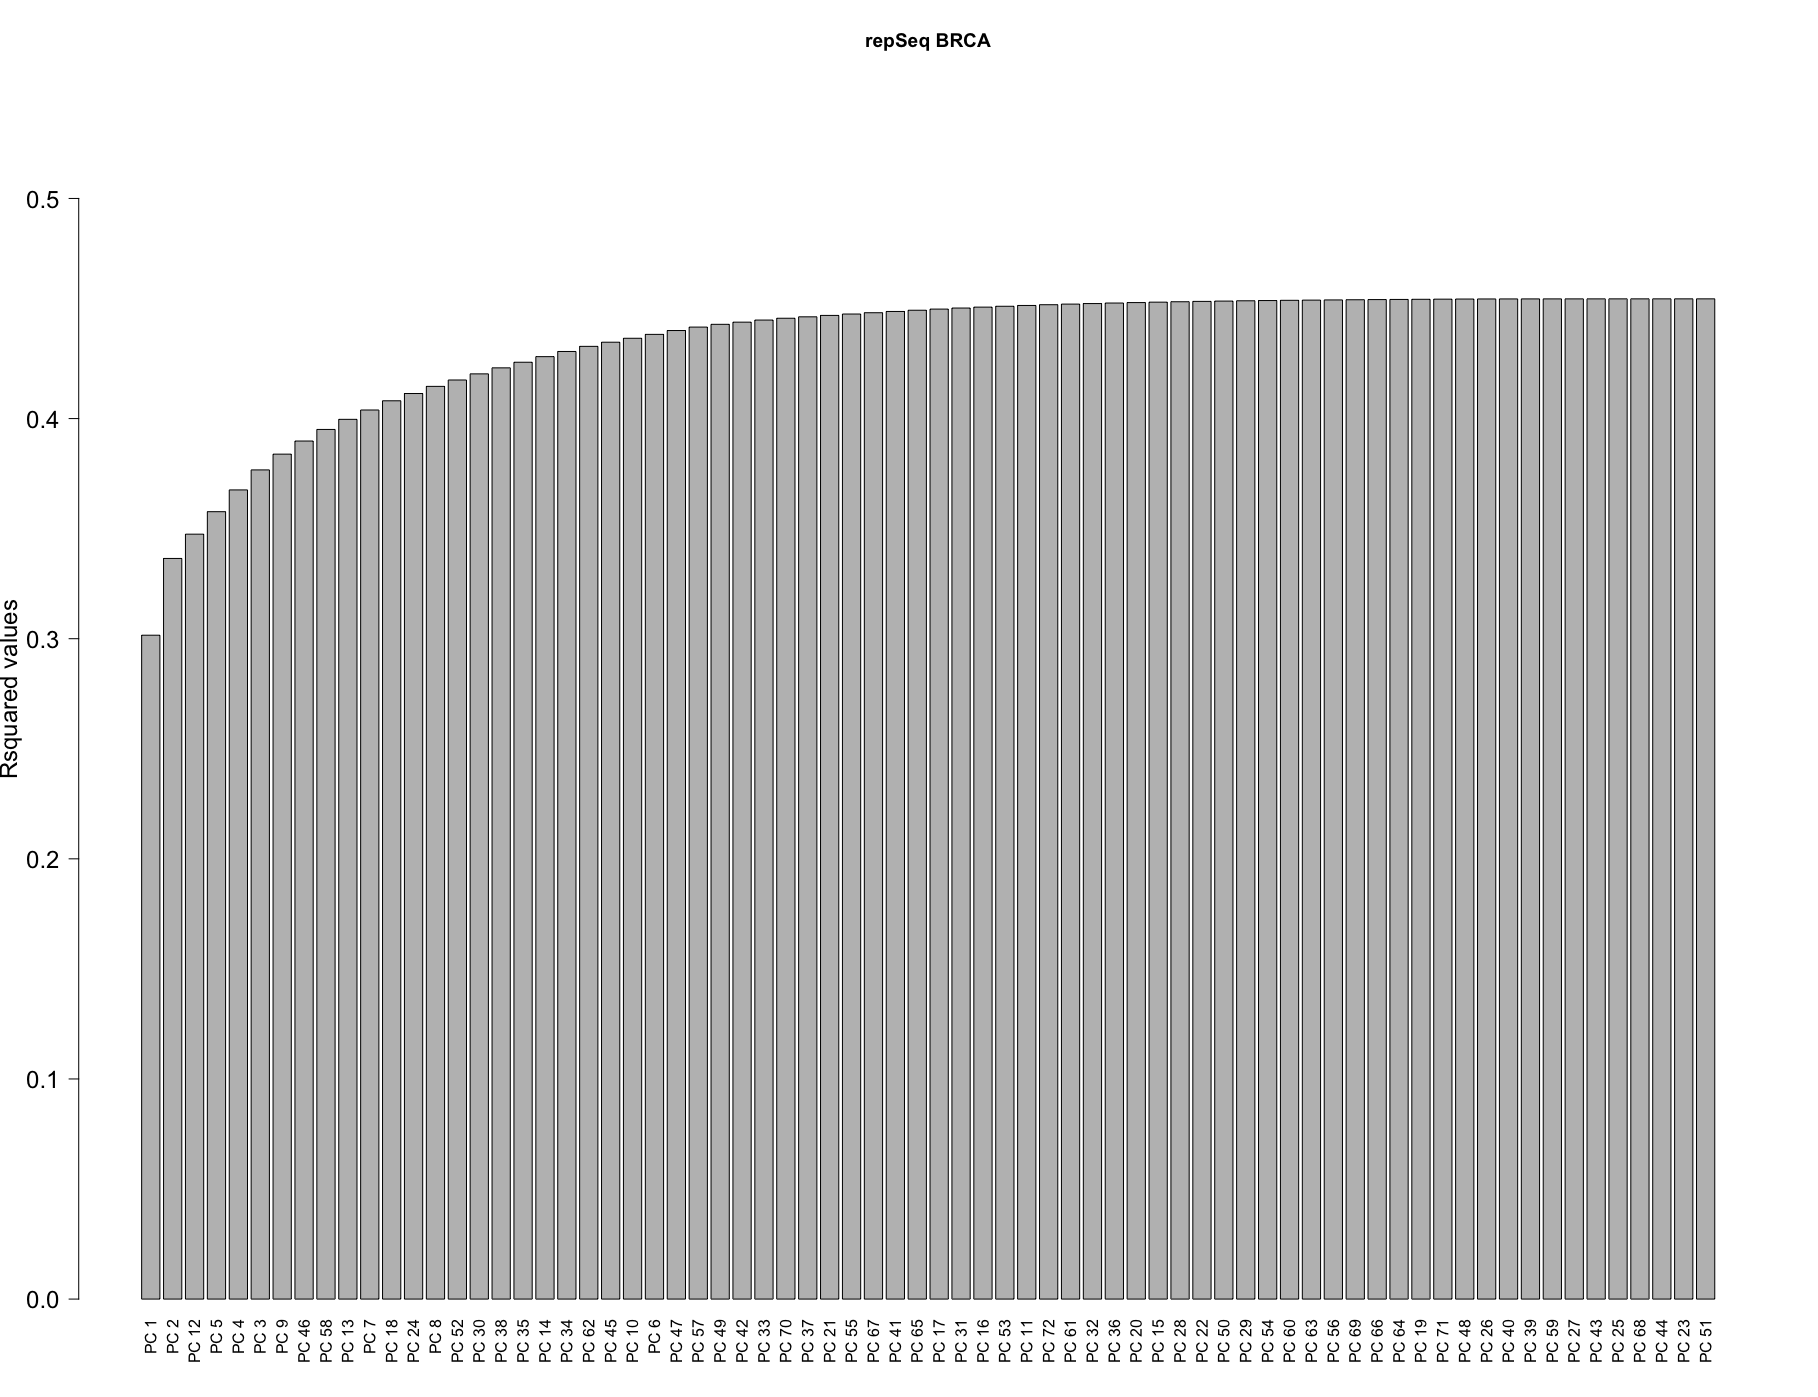 repSeq BRCA
Rsquared values
0.5
0.4
0.3
0.2
0.1
0.0
PC 1
PC 2
PC 12
PC 5
PC 4
PC 3
PC 9
PC 46
PC 58
PC 13
PC 7
PC 18
PC 24
PC 8
PC 52
PC 30
PC 38
PC 35
PC 14
PC 34
PC 62
PC 45
PC 10
PC 6
PC 47
PC 57
PC 49
PC 42
PC 33
PC 70
PC 37
PC 21
PC 55
PC 67
PC 41
PC 65
PC 17
PC 31
PC 16
PC 53
PC 11
PC 72
PC 61
PC 32
PC 36
PC 20
PC 15
PC 28
PC 22
PC 50
PC 29
PC 54
PC 60
PC 63
PC 56
PC 69
PC 66
PC 64
PC 19
PC 71
PC 48
PC 26
PC 40
PC 39
PC 59
PC 27
PC 43
PC 25
PC 68
PC 44
PC 23
PC 51